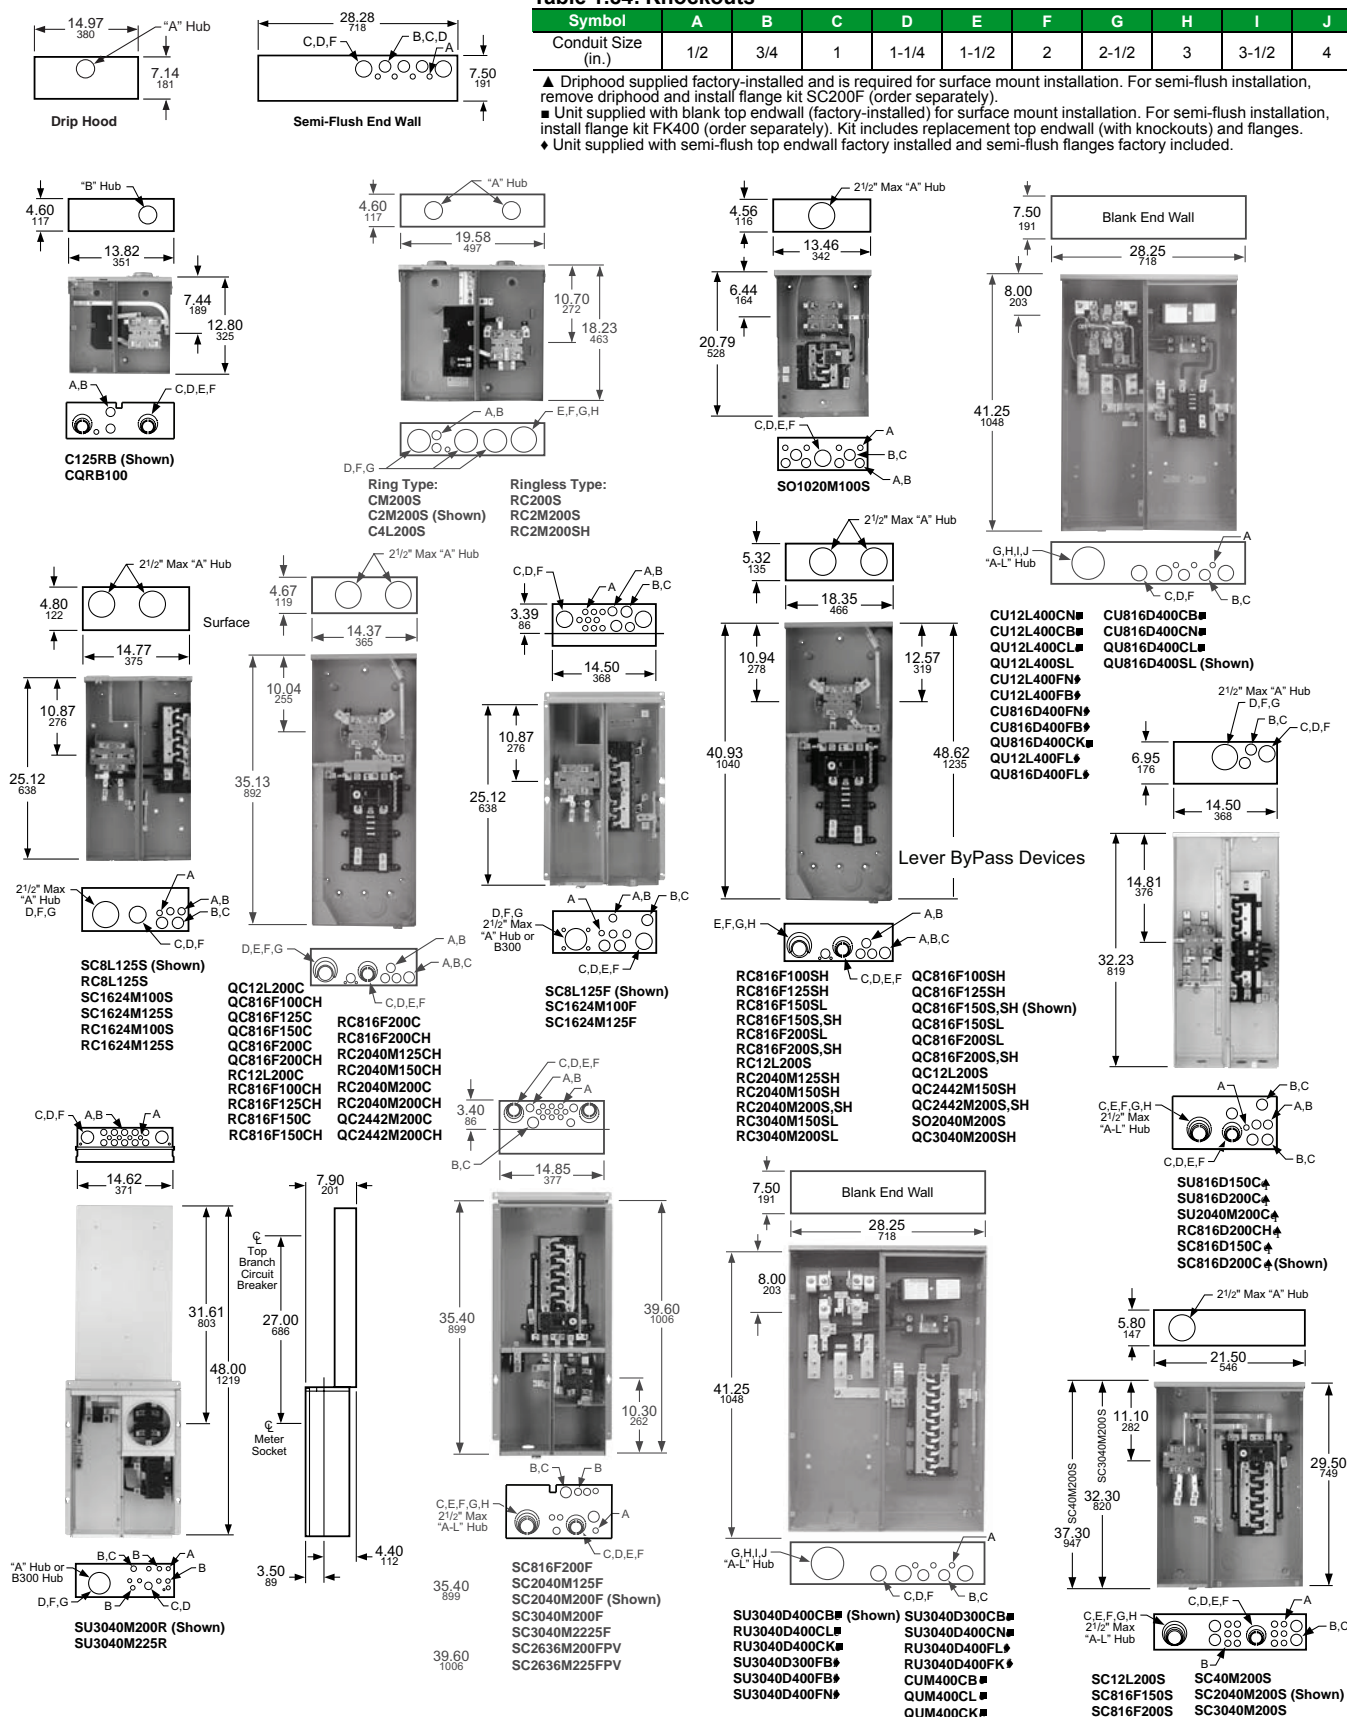 Table 1.64: Knockouts
Symbol A B C D E F G H I J
Conduit Size (in.) 1/2 3/4 1 1-1/4 1-1/2 2 2-1/2 3 3-1/2 4
▲ Driphood supplied factory-installed and is required for surface mount installation. For semi-flush installation,
remove driphood and install flange kit SC200F (order separately).
■ Unit supplied with blank top endwall (factory-installed) for surface mount installation. For semi-flush installation,
install flange kit FK400 (order separately). Kit includes replacement top endwall (with knockouts) and flanges.
♦ Unit supplied with semi-flush top endwall factory installed and semi-flush flanges factory included.
14.97
380
"A" Hub
7.14
181
Drip Hood
28.28
718
C,D,F
B,C,D
A
7.50
191
Semi-Flush End Wall
"B" Hub
4.60
117
13.82
351
7.44
189
12.80
325
A,B
C,D,E,F
C125RB (Shown)
CQRB100
"A" Hub
4.60
117
19.58
497
10.70
272
18.23
463
A,B
E,F,G,H
D,F,G
Ring Type:
CM200S
C2M200S (Shown)
C4L200S
Ringless Type:
RC200S
RC2M200S
RC2M200SH
21/2" Max "A" Hub
4.56
116
13.46
342
6.44
164
20.79
528
C,D,E,F
A
B,C
A,B
SO1020M100S
7.50
191
Blank End Wall
28.25
718
8.00
203
41.25
1048
G,H,I,J
"A-L" Hub
A
C,D,F
B,C
CU12L400CN■
CU12L400CB■
QU12L400CL■
QU12L400SL
CU12L400FN♦
CU12L400FB♦
CU816D400FN♦
CU816D400FB♦
QU816D400CK■
QU12L400FL♦
QU816D400FL♦
CU816D400CB■
CU816D400CN■
QU816D400CL■
QU816D400SL (Shown)
21/2" Max "A" Hub
4.80
122
Surface
14.77
375
10.87
276
25.12
638
21/2" Max
"A" Hub
D,F,G
A
A,B
B,C
C,D,F
SC8L125S (Shown)
RC8L125S
SC1624M100S
SC1624M125S
RC1624M100S
RC1624M125S
21/2" Max "A" Hub
4.67
119
14.37
365
10.04
255
35.13
892
D,E,F,G
A,B
A,B,C
C,D,E,F
QC12L200C
QC816F100CH
QC816F125C
QC816F150C
QC816F200C
QC816F200CH
RC12L200C
RC816F100CH
RC816F125CH
RC816F150C
RC816F150CH
RC816F200C
RC816F200CH
RC2040M125CH
RC2040M150CH
RC2040M200C
RC2040M200CH
QC2442M200C
QC2442M200CH
C,D,F
A
A,B
B,C
3.39
86
14.50
368
10.87
276
25.12
638
D,F,G
21/2" Max
"A" Hub or
B300
A
A,B
B,C
C,D,E,F
SC8L125F (Shown)
SC1624M100F
SC1624M125F
21/2" Max "A" Hub
5.32
135
18.35
466
10.94
278
12.57
319
40.93
1040
48.62
1235
Lever ByPass Devices
E,F,G,H
A,B
A,B,C
C,D,E,F
RC816F100SH
RC816F125SH
RC816F150SL
RC816F150S,SH
RC816F200SL
RC816F200S,SH
RC12L200S
RC2040M125SH
RC2040M150SH
RC2040M200S,SH
RC3040M150SL
RC3040M200SL
QC816F100SH
QC816F125SH
QC816F150S,SH (Shown)
QC816F150SL
QC816F200SL
QC816F200S,SH
QC12L200S
QC2442M150SH
QC2442M200S,SH
SO2040M200S
QC3040M200SH
21/2" Max "A" Hub
D,F,G
B,C
C,D,F
6.95
176
14.50
368
14.81
376
32.23
819
A
B,C
A,B
C,E,F,G,H
21/2" Max
"A-L" Hub
C,D,E,F
B,C
SU816D150C♠
SU816D200C♠
SU2040M200C♠
RC816D200CH♠
SC816D150C♠
SC816D200C♠(Shown)
C,D,F
A,B
A
14.62
371
7.90
201
℄
Top
Branch
Circuit
Breaker
31.61
803
27.00
686
48.00
1219
℄
Meter
Socket
4.40
112
3.50
89
"A" Hub or
B300 Hub
B,C
B
A
B
D,F,G
B
C,D
SU3040M200R (Shown)
SU3040M225R
C,D,E,F
A,B
A
3.40
86
B,C
14.85
377
35.40
899
39.60
1006
10.30
262
B,C
B
C,E,F,G,H
21/2" Max
"A-L" Hub
A
C,D,E,F
35.40
899
39.60
1006
SC816F200F
SC2040M125F
SC2040M200F (Shown)
SC3040M200F
SC3040M2225F
SC2636M200FPV
SC2636M225FPV
7.50
191
Blank End Wall
28.25
718
8.00
203
41.25
1048
G,H,I,J
"A-L" Hub
A
C,D,F
B,C
SU3040D400CB■ (Shown)
RU3040D400CL■
RU3040D400CK■
SU3040D300FB♦
SU3040D400FB♦
SU3040D400FN♦
SU3040D300CB■
SU3040D400CN■
RU3040D400FL♦
RU3040D400FK♦
CUM400CB■
QUM400CL■
QUM400CK■
21/2" Max "A" Hub
5.80
147
21.50
546
SC40M200S
SC3040M200S
11.10
282
32.30
820
37.30
947
29.50
749
C,D,E,F
A
C,E,F,G,H
21/2" Max
"A-L" Hub
B,C
B
SC12L200S
SC816F150S
SC816F200S
SC40M200S
SC2040M200S (Shown)
SC3040M200S